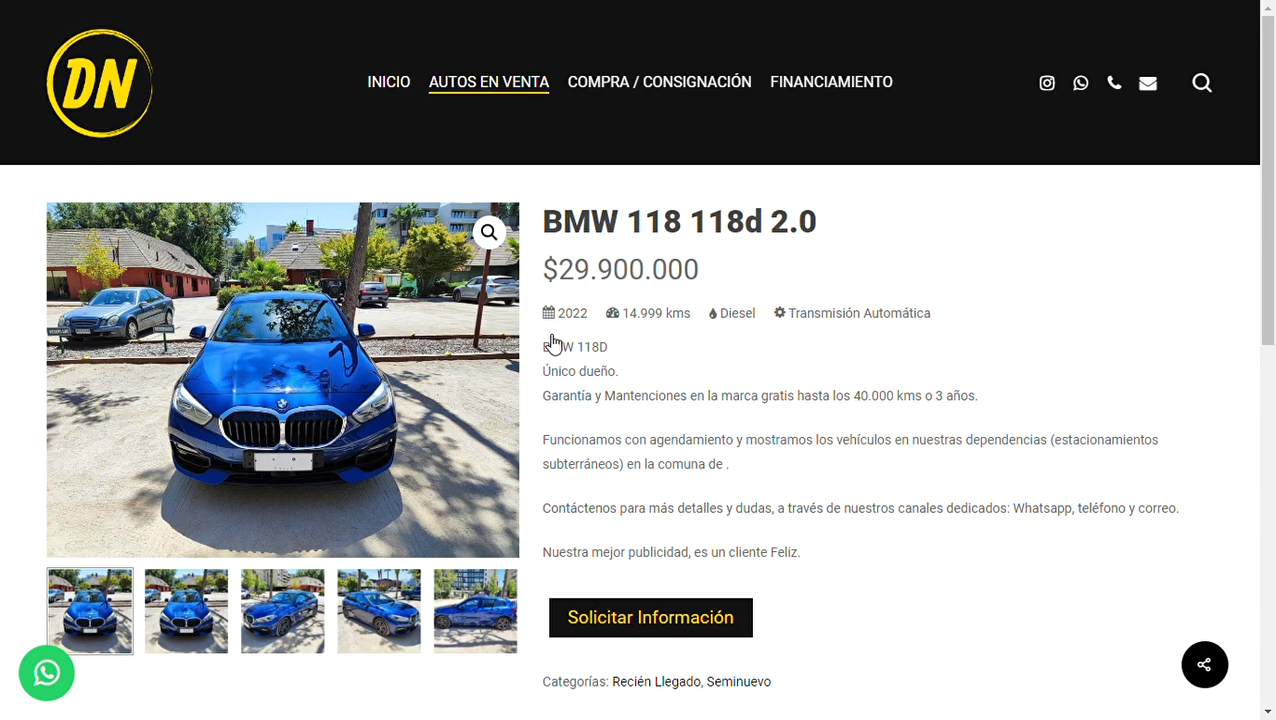 DN
INICIO
AUTOS EN VENTA
COMPRA / CONSIGNACIÓN
FINANCIAMIENTO
BMW 118 118d 2.0
$29.900.000
2022
14.999 kms
Diesel
Transmisión Automática
118D
Único dueño.
Garantía y Mantenciones en la marca gratis hasta los 40.000 kms o 3 años.
Funcionamos con agendamiento y mostramos los vehículos en nuestras dependencias (estacionamientos
subterráneos) en la comuna de .
Contáctenos para más detalles y dudas, a través de nuestros canales dedicados: Whatsapp, teléfono y correo.
Nuestra mejor publicidad, es un cliente Feliz.
Solicitar Información
Categorías: Recién Llegado, Seminuevo